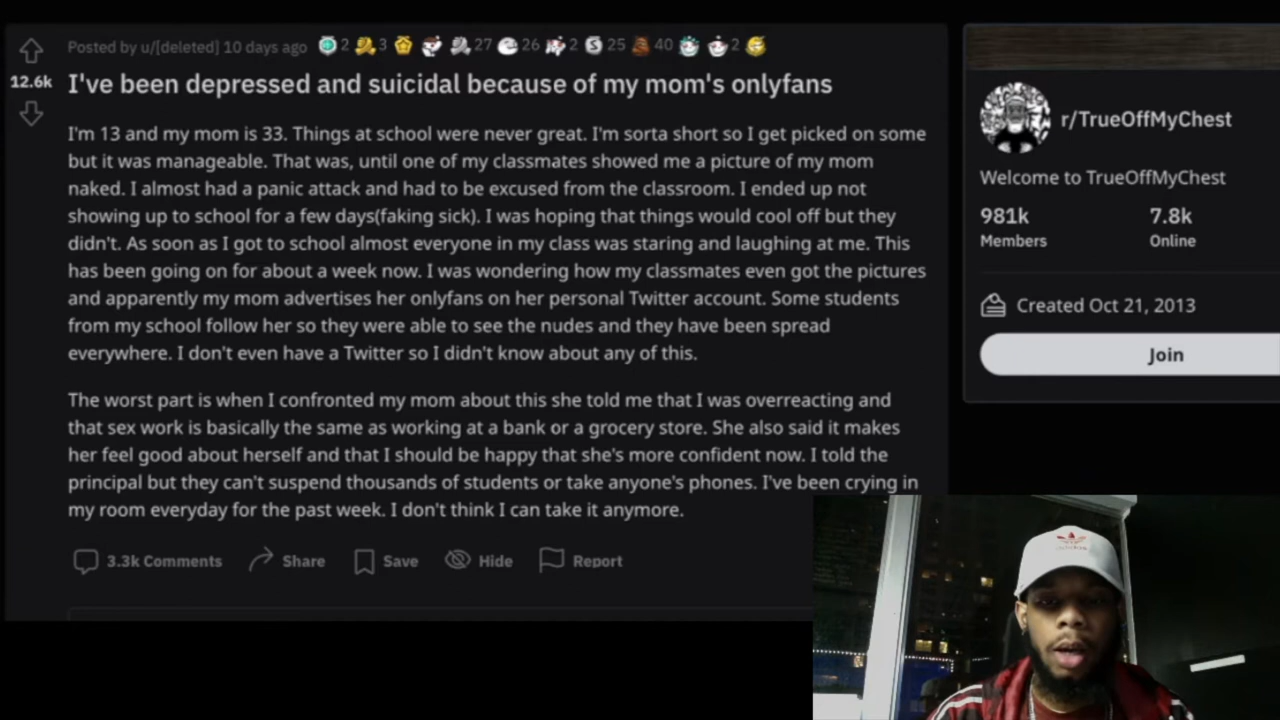 Posted by u/[deleted] 10 days ago 2 3 27 26 2 S 25 40 2
12.6k
I've been depressed and suicidal because of my mom's onlyfans
I'm 13 and my mom is 33. Things at school were never great. I'm sorta short so I get picked on some
but it was manageable. That was, until one of my classmates showed me a picture of my mom
naked. I almost had a panic attack and had to be excused from the classroom. I ended up not
showing up to school for a few days(faking sick). I was hoping that things would cool off but they
didn't. As soon as I got to school almost everyone in my class was staring and laughing at me. This
has been going on for about a week now. I was wondering how my classmates even got the pictures
and apparently my mom advertises her onlyfans on her personal Twitter account. Some students
from my school follow her so they were able to see the nudes and they have been spread
everywhere. I don't even have a Twitter so I didn't know about any of this.
The worst part is when I confronted my mom about this she told me that I was overreacting and
that sex work is basically the same as working at a bank or a grocery store. She also said it makes
her feel good about herself and that I should be happy that she's more confident now. I told the
principal but they can't suspend thousands of students or take anyone's phones. I've been crying in
my room everyday for the past week. I don't think I can take it anymore.
3.3k Comments Share Save Hide Report
r/TrueOffMyChest
Welcome to TrueOffMyChest
981k 7.8k
Members Online
Created Oct 21, 2013
Join